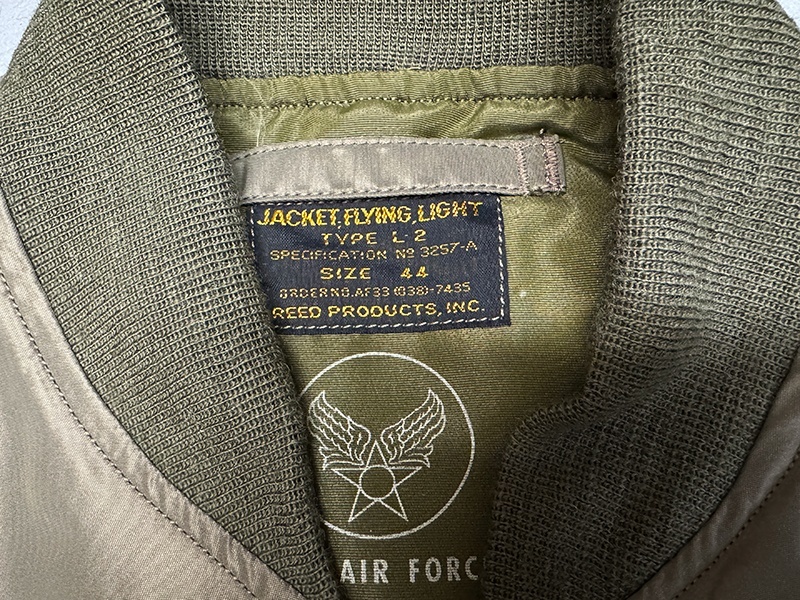 JACKET, FLYING, LIGHT
TYPE L-2
SPECIFICATION Nº 3257-A
SIZE 44
ORDER NO. AF33 (038)-7435
REED PRODUCTS, INC.
AIR FORC